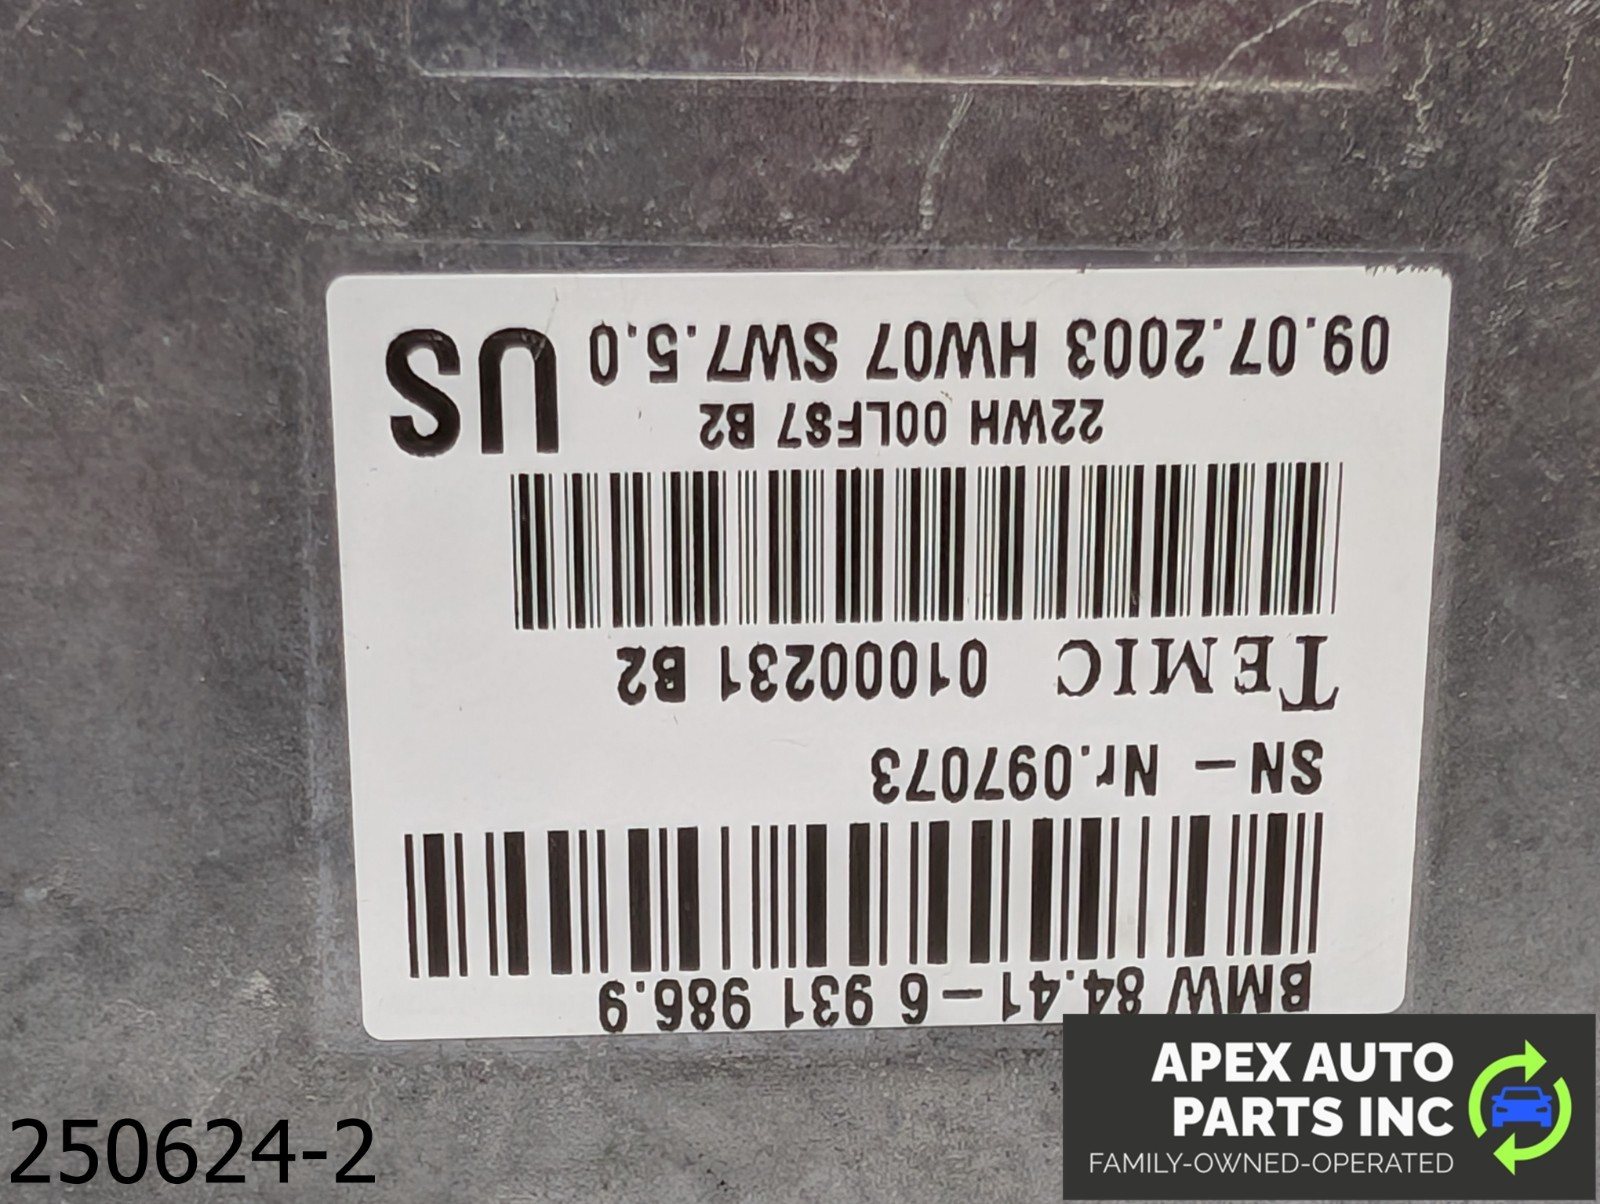 BMW 84.41-6 931 986.9
SN - Nr.097073
TEMIC 01000231 B2
22WH 00LFS7 B2
09.07.2003 HW07 SW7.5.0
US
250624-2
APEX AUTO
PARTS INC
FAMILY-OWNED-OPERATED